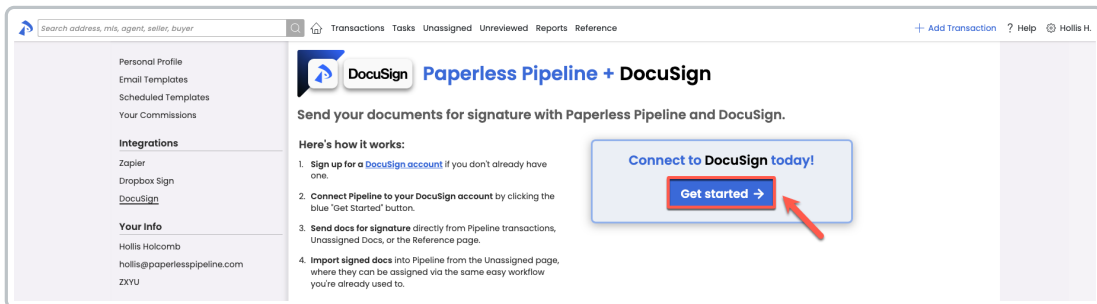 Search address, mls, agent, seller, buyer
Transactions Tasks Unassigned Unreviewed Reports Reference
+ Add Transaction
? Help
Hollis H.
Personal Profile
Email Templates
Scheduled Templates
Your Commissions
Integrations
Zapier
Dropbox Sign
DocuSign
Your Info
Hollis Holcomb
hollis@paperlesspipeline.com
ZXYU
DocuSign
Paperless Pipeline + DocuSign
Send your documents for signature with Paperless Pipeline and DocuSign.
Here's how it works:
1. Sign up for a DocuSign account if you don't already have
one.
2. Connect Pipeline to your DocuSign account by clicking the
blue "Get Started" button.
3. Send docs for signature directly from Pipeline transactions,
Unassigned Docs, or the Reference page.
4. Import signed docs into Pipeline from the Unassigned page,
where they can be assigned via the same easy workflow
you're already used to.
Connect to DocuSign today!
Get started →